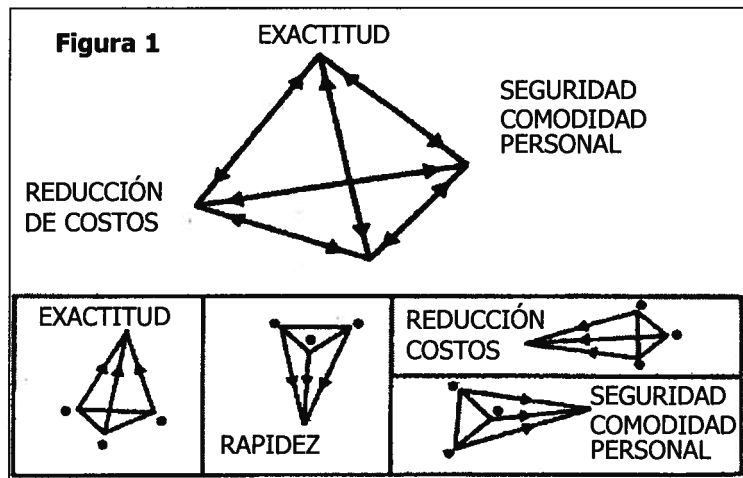 Figura 1
EXACTITUD
SEGURIDAD
COMODIDAD
PERSONAL
REDUCCIÓN
DE COSTOS
EXACTITUD
RAPIDEZ
REDUCCIÓN
COSTOS
SEGURIDAD
COMODIDAD
PERSONAL